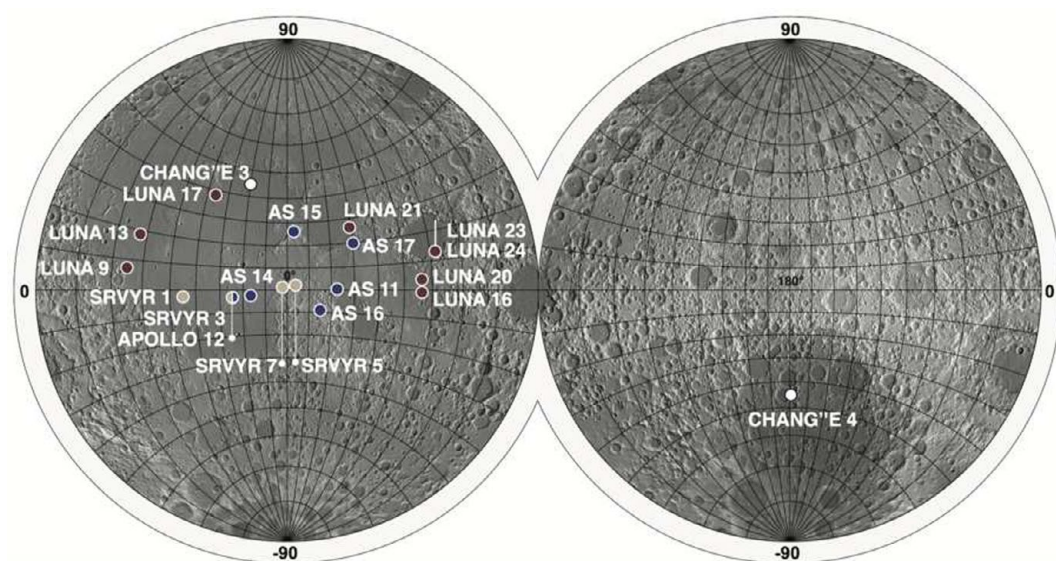 90
90
CHANG"E 3
LUNA 17
AS 15
LUNA 21
LUNA 23
LUNA 13
AS 17
LUNA 24
LUNA 9
AS 14
0°
LUNA 20
180°
0
SRVYR 1
AS 11
LUNA 16
0
SRVYR 3
AS 16
APOLLO 12
SRVYR 7
SRVYR 5
CHANG"E 4
-90
-90